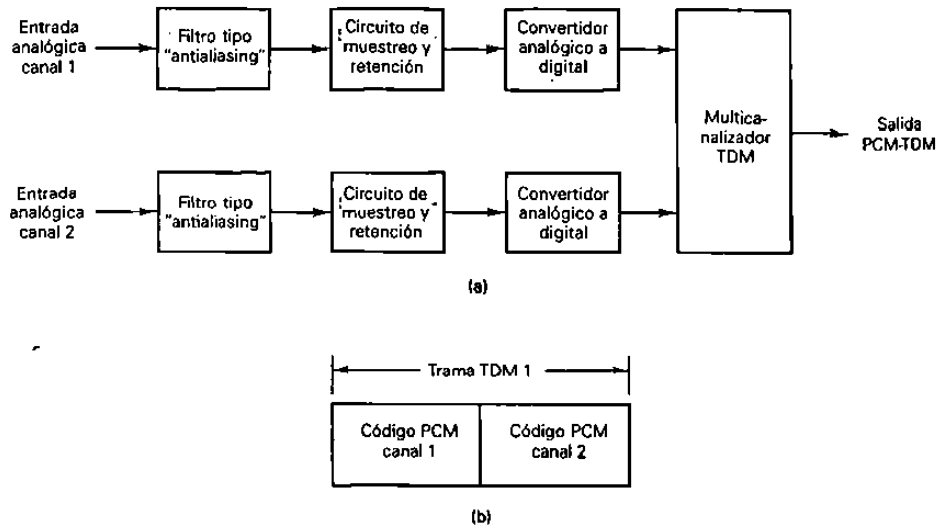 Entrada
analógica
canal 1
Filtro tipo
"antialiasing"
Circuito de
muestreo y
retención
Convertidor
analógico a
digital
Multica-
nalizador
TDM
Salida
PCM-TDM
Entrada
analógica
canal 2
Filtro tipo
"antialiasing"
Circuito de
muestreo y
retención
Convertidor
analógico a
digital
(a)
Trama TDM 1
Código PCM
canal 1
Código PCM
canal 2
(b)